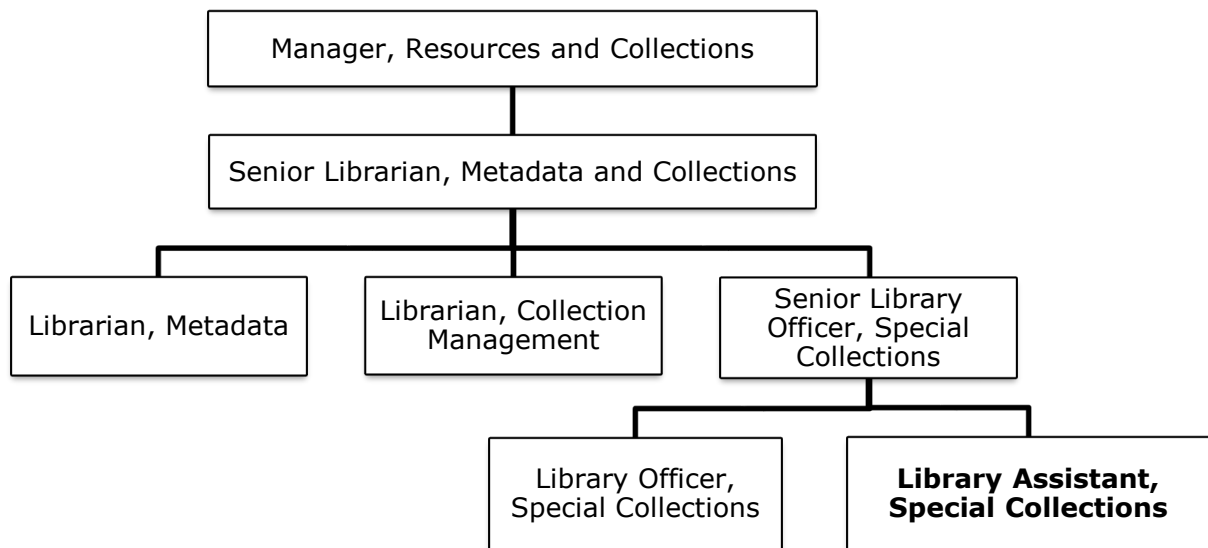 Manager, Resources and Collections
Senior Librarian, Metadata and Collections
Librarian, Metadata
Librarian, Collection
Management
Senior Library
Officer, Special
Collections
Library Officer,
Special Collections
Library Assistant,
Special Collections